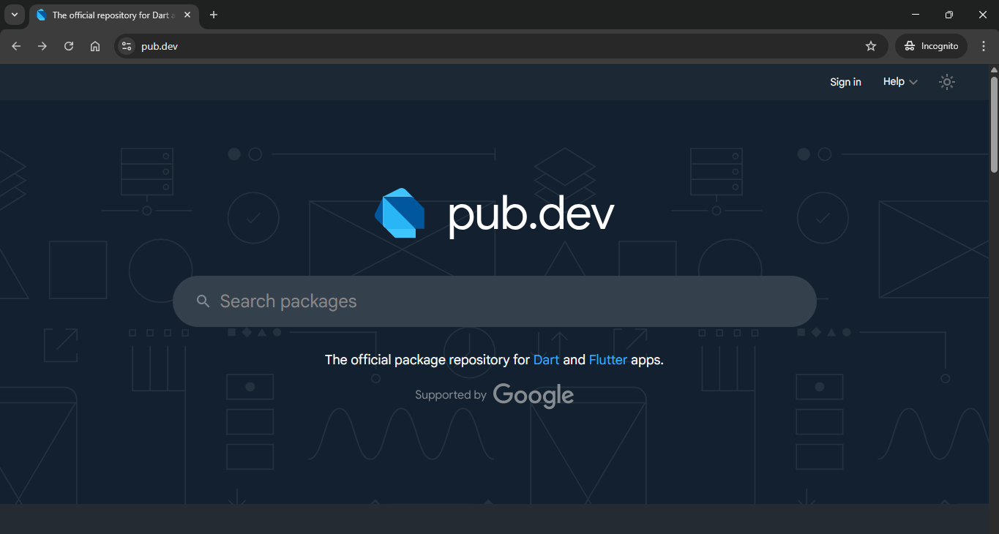 The official repository for Dart a
pub.dev
Incognito
Sign in
Help
pub.dev
Search packages
The official package repository for Dart and Flutter apps.
Supported by Google